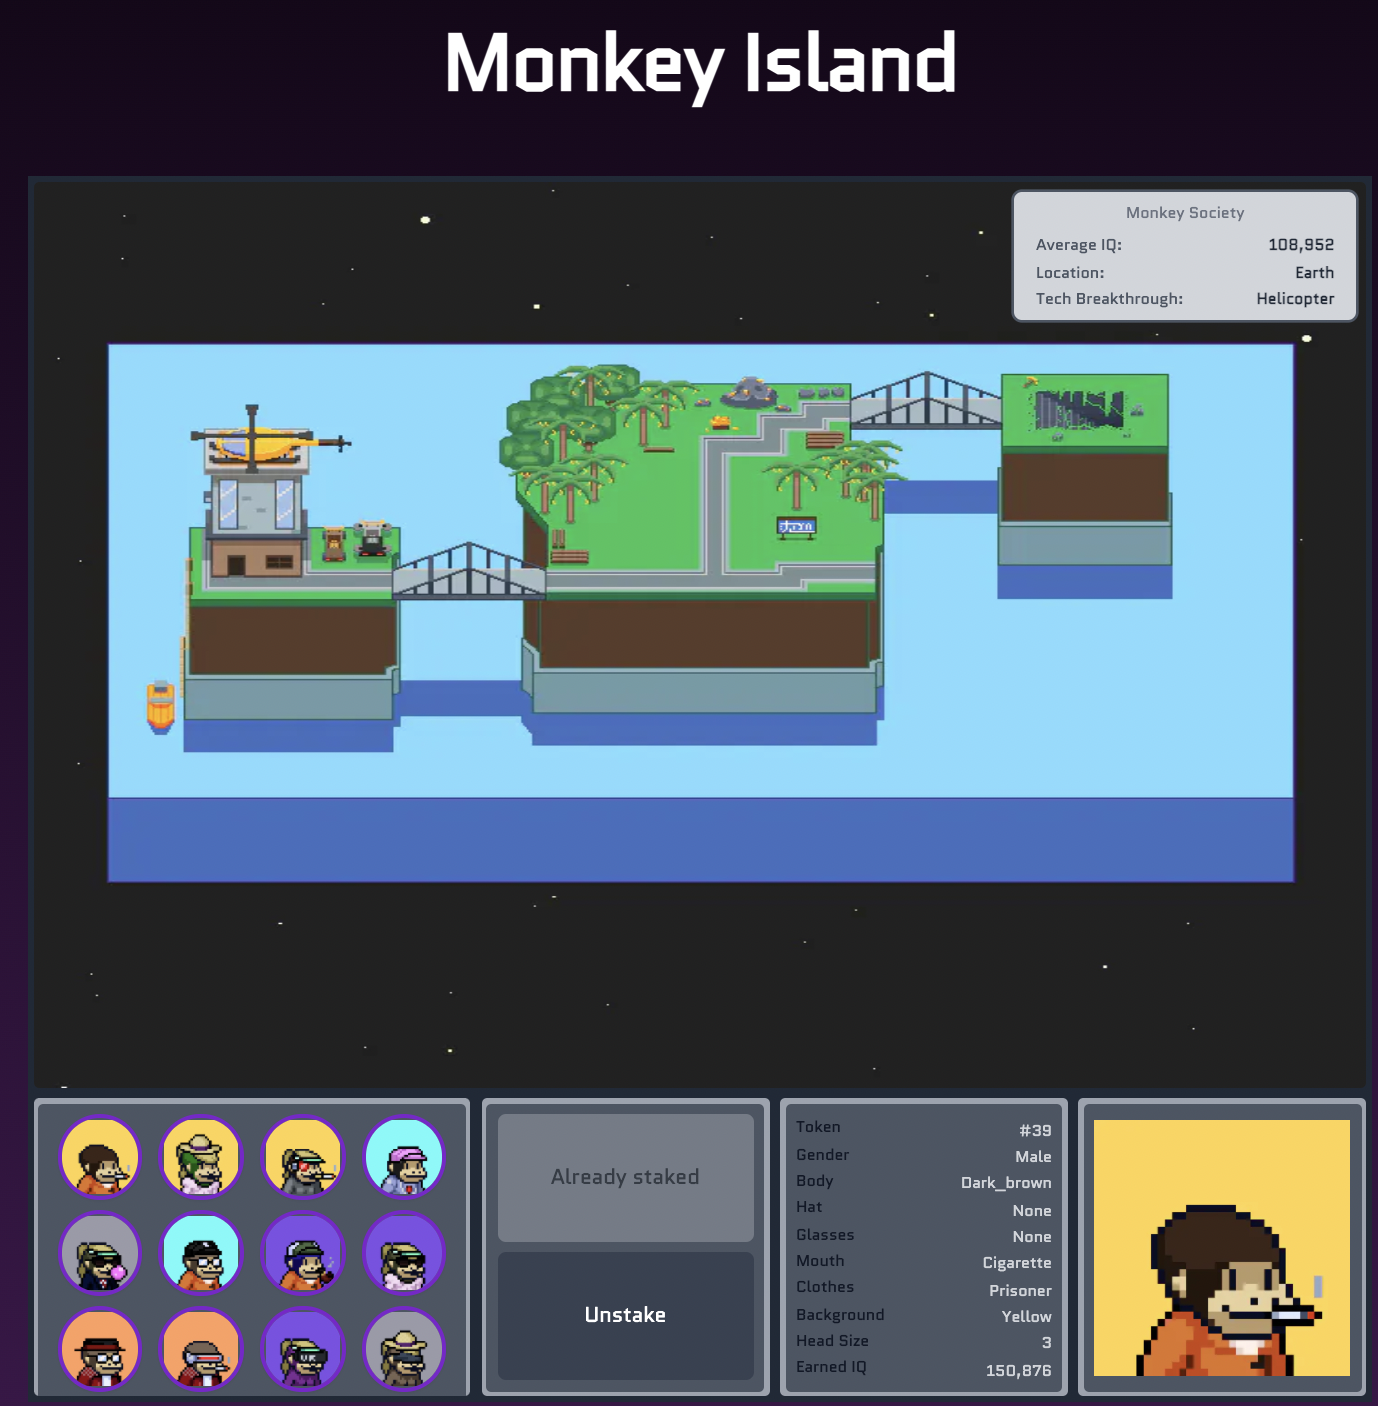 Monkey Island
Monkey Society
Average IQ: 108,952
Location: Earth
Tech Breakthrough: Helicopter
Already staked
Unstake
Token #39
Gender Male
Body Dark_brown
Hat None
Glasses None
Mouth Cigarette
Clothes Prisoner
Background Yellow
Head Size 3
Earned IQ 150,876